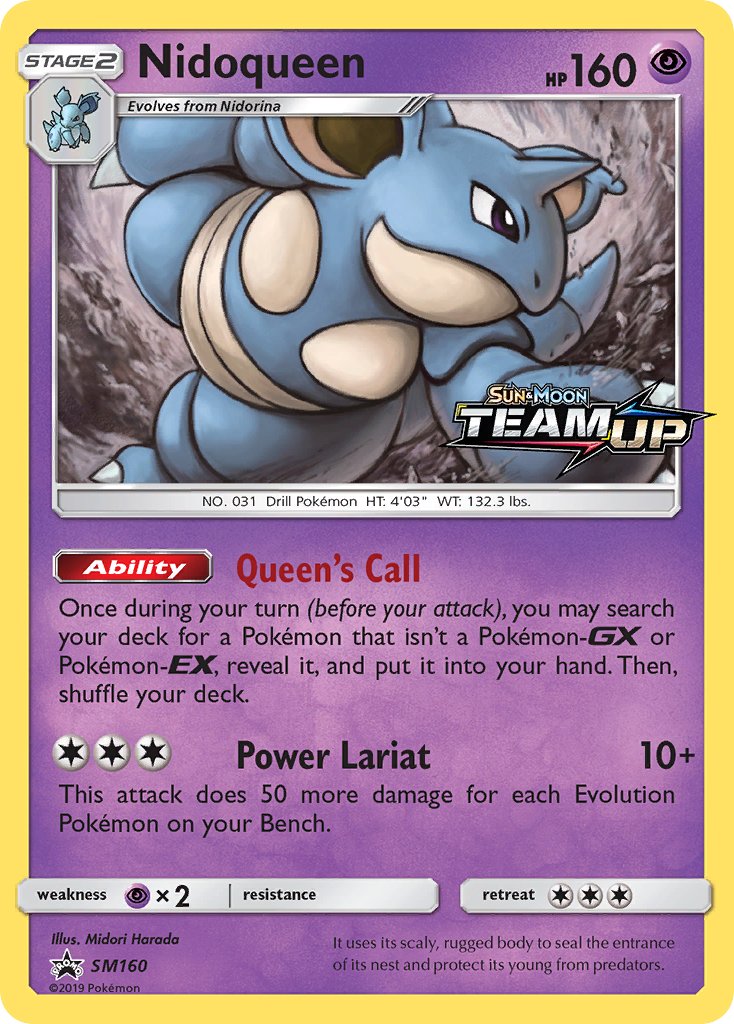 STAGE2 Nidoqueen HP160
Evolves from Nidorina
SUN&MOON
TEAM UP
NO. 031 Drill Pokémon HT: 4'03" WT: 132.3 lbs.
Ability Queen's Call
Once during your turn (before your attack), you may search
your deck for a Pokémon that isn't a Pokémon-GX or
Pokémon-EX, reveal it, and put it into your hand. Then,
shuffle your deck.
Power Lariat 10+
This attack does 50 more damage for each Evolution
Pokémon on your Bench.
weakness ×2 resistance retreat
Illus. Midori Harada
PROMO SM160
©2019 Pokémon
It uses its scaly, rugged body to seal the entrance
of its nest and protect its young from predators.